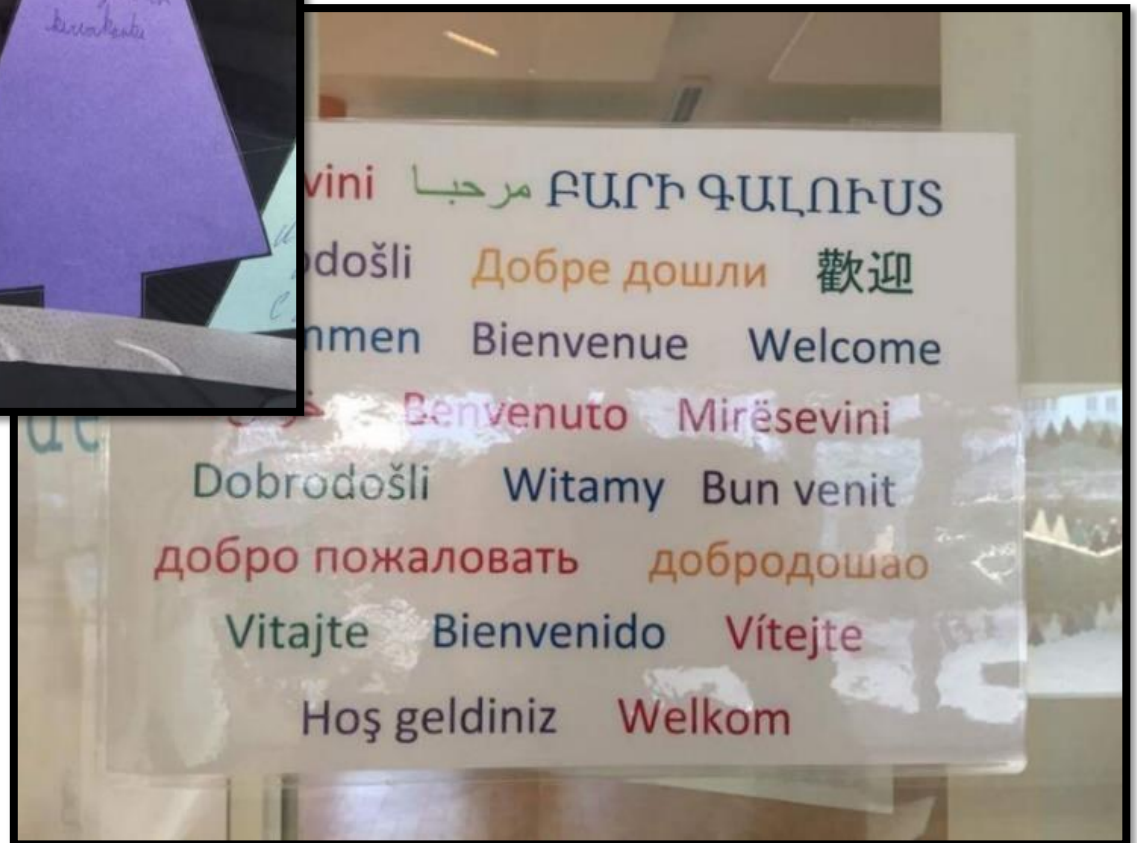 vini مرحبا ԲԱՐԻ ԳԱԼՈՒՍՏ
došli Добре дошли 歡迎
mmen Bienvenue Welcome
Benvenuto Mirësevini
Dobrodošli Witamy Bun venit
добро пожаловать добродошао
Vitajte Bienvenido Vítejte
Hoş geldiniz Welkom